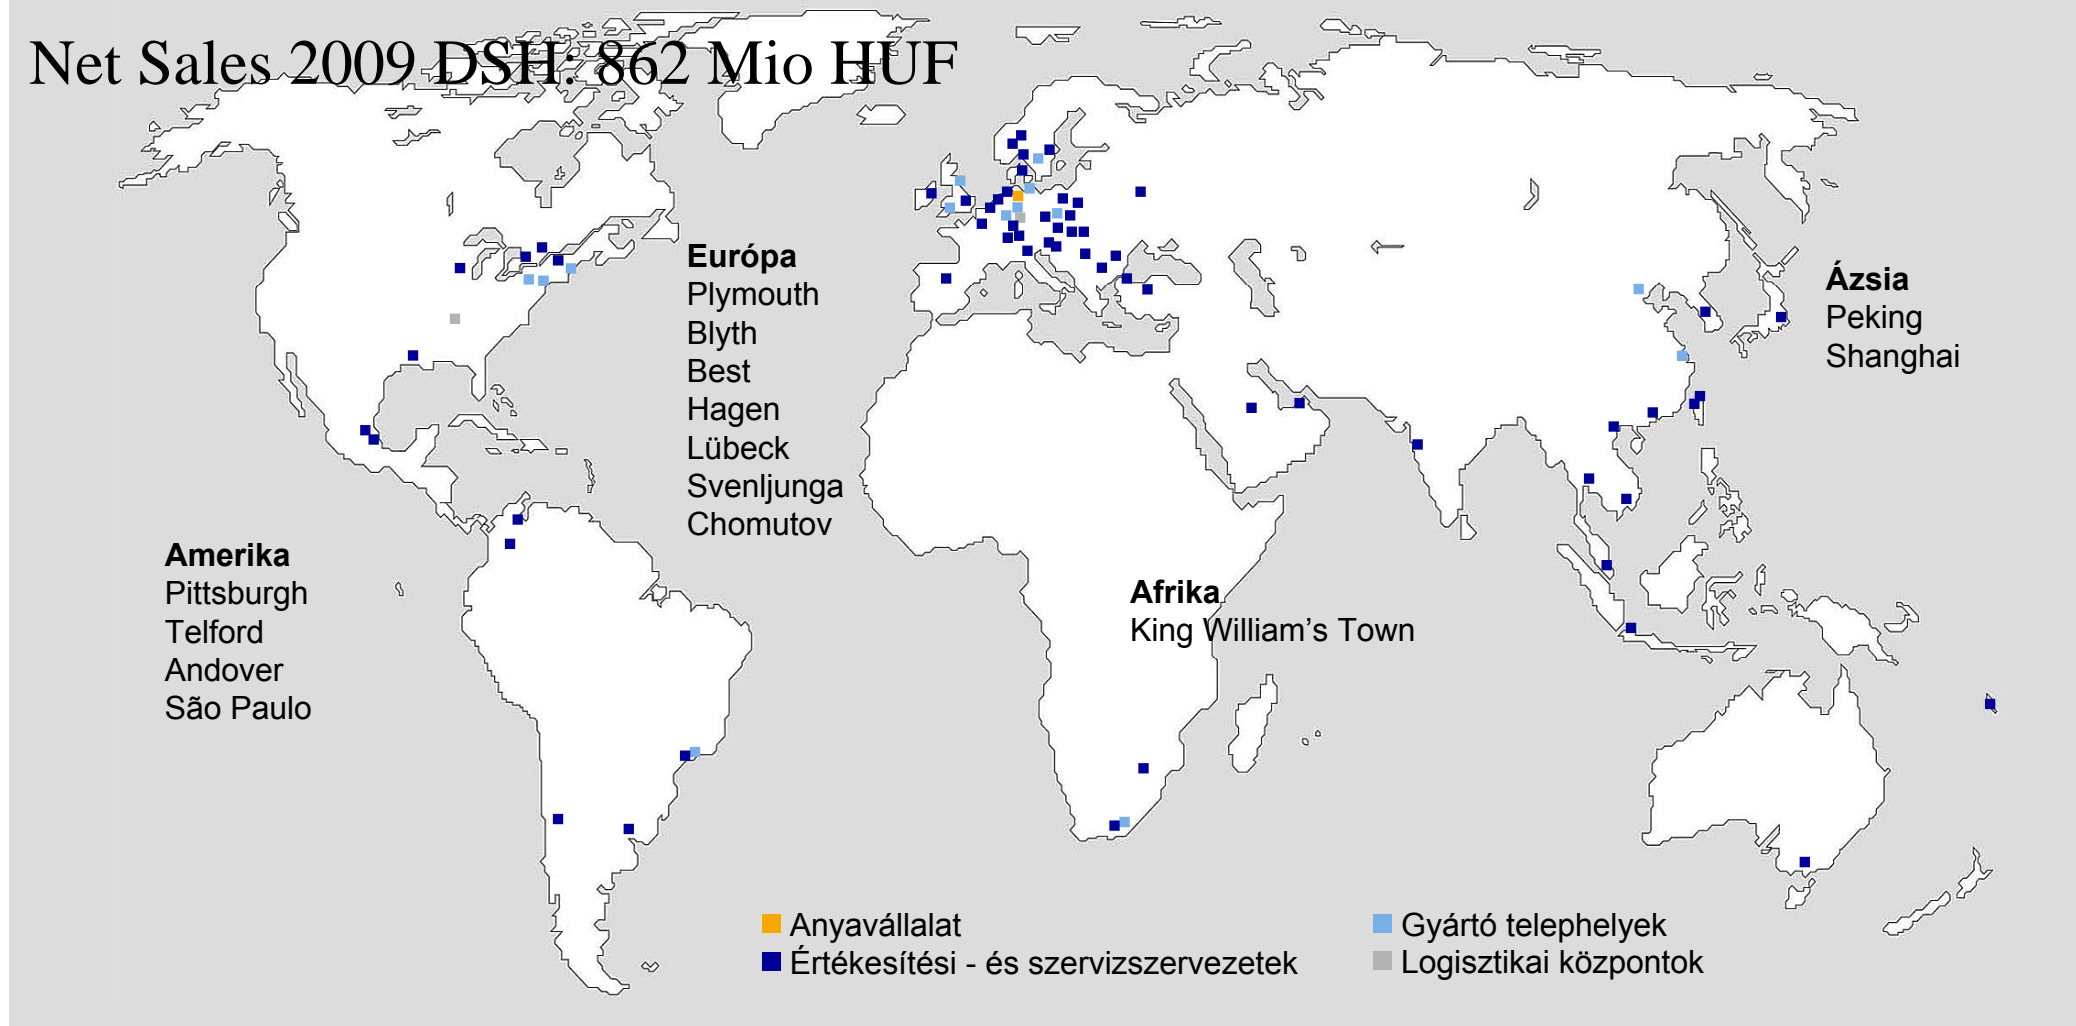 Net Sales 2009 DSH: 862 Mio HUF
Európa
Plymouth
Blyth
Best
Hagen
Lübeck
Svenljunga
Chomutov
Ázsia
Peking
Shanghai
Amerika
Pittsburgh
Telford
Andover
São Paulo
Afrika
King William’s Town
Anyavállalat
Értékesítési - és szervizszervezetek
Gyártó telephelyek
Logisztikai központok